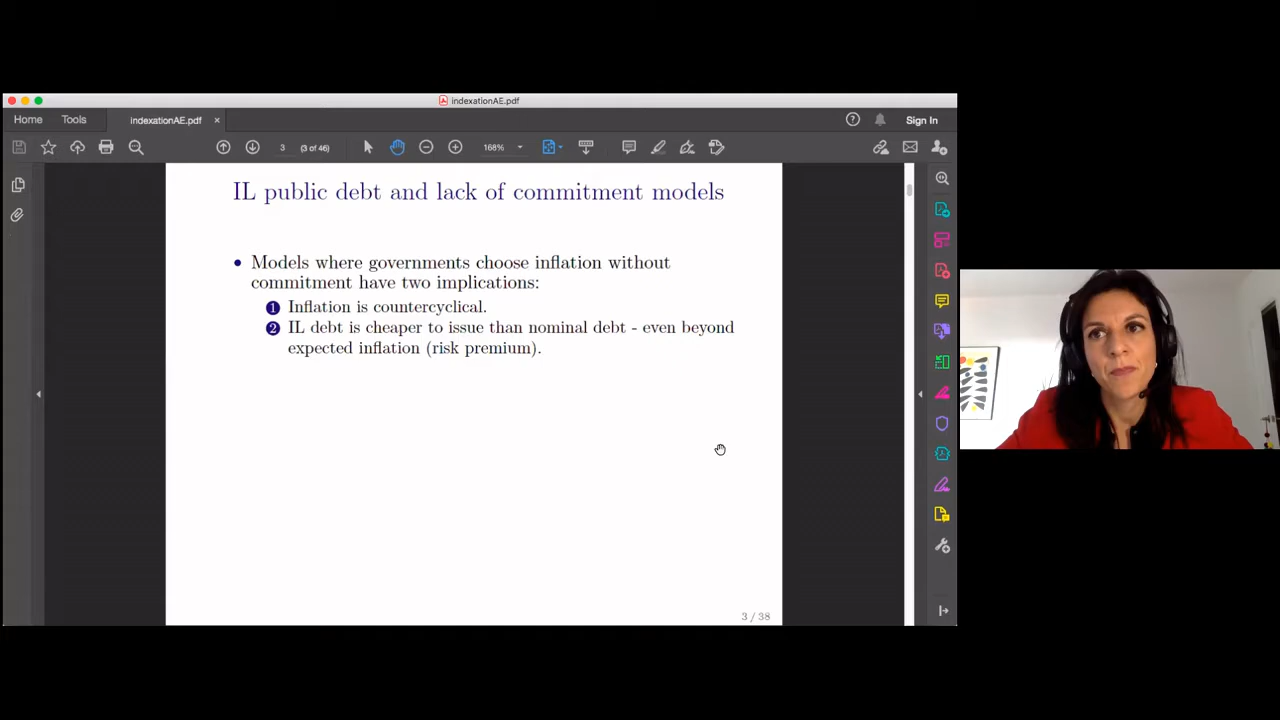 indexationAE.pdf
Home Tools indexationAE.pdf × Sign In
3 (3 of 46) 168%
IL public debt and lack of commitment models
• Models where governments choose inflation without
commitment have two implications:
1 Inflation is countercyclical.
2 IL debt is cheaper to issue than nominal debt - even beyond
expected inflation (risk premium).
3 / 38